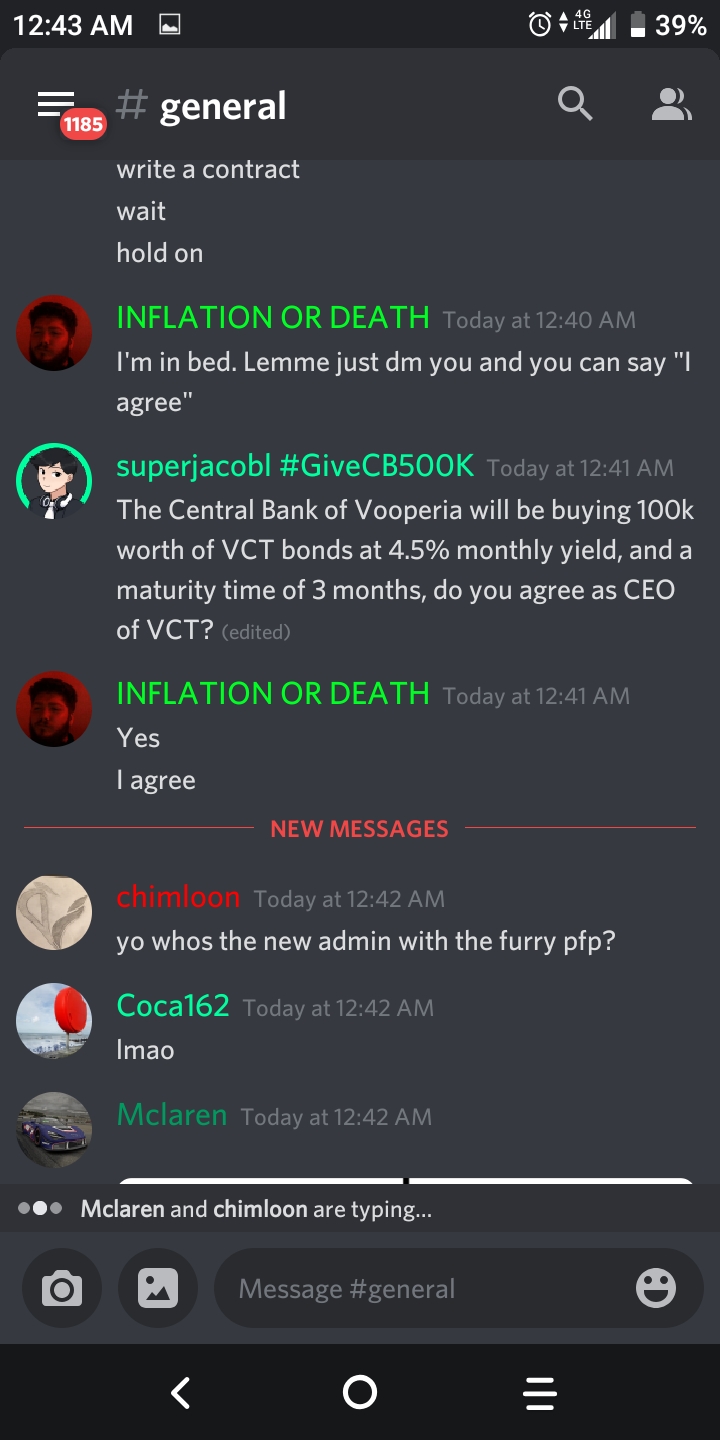 12:43 AM 4G LTE 39%
1185 # general
write a contract
wait
hold on
INFLATION OR DEATH Today at 12:40 AM
I'm in bed. Lemme just dm you and you can say "I
agree"
superjacobl #GiveCB500K Today at 12:41 AM
The Central Bank of Vooperia will be buying 100k
worth of VCT bonds at 4.5% monthly yield, and a
maturity time of 3 months, do you agree as CEO
of VCT? (edited)
INFLATION OR DEATH Today at 12:41 AM
Yes
I agree
NEW MESSAGES
chimloon Today at 12:42 AM
yo whos the new admin with the furry pfp?
Coca162 Today at 12:42 AM
lmao
Mclaren Today at 12:42 AM
Mclaren and chimloon are typing...
Message #general